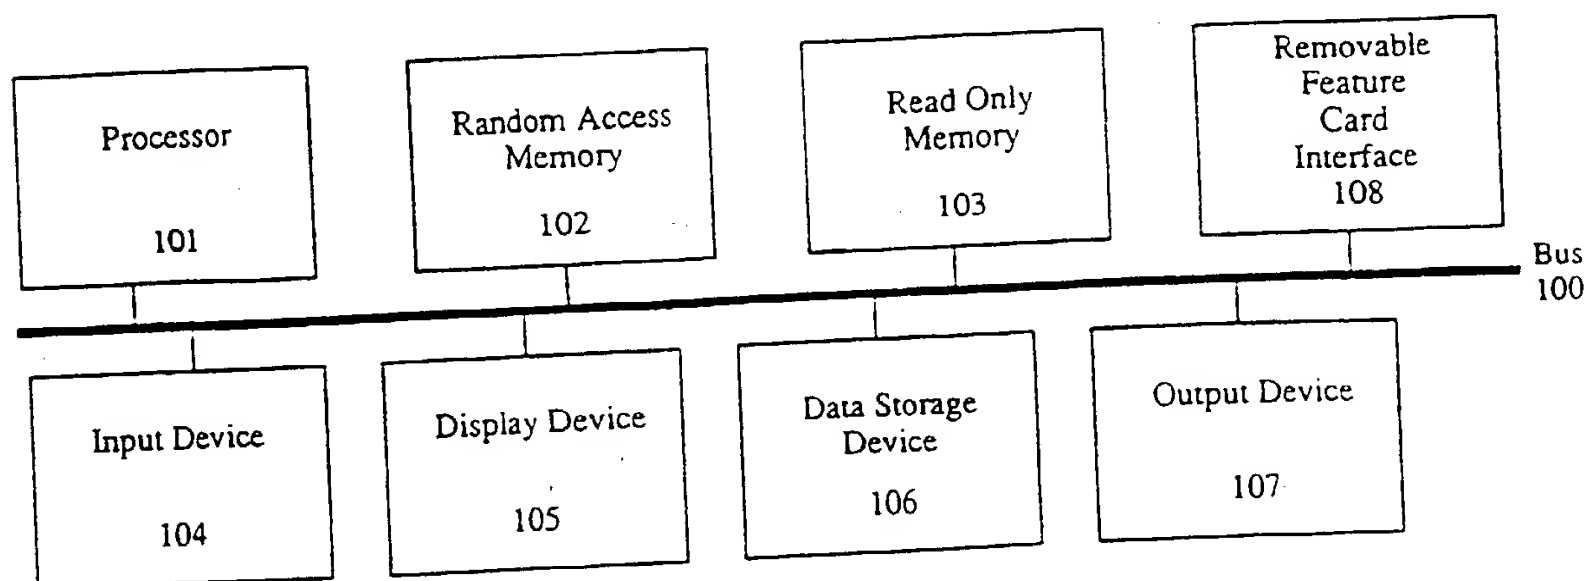 Processor
101
Random Access
Memory
102
Read Only
Memory
103
Removable
Feature
Card
Interface
108
Bus
100
Input Device
104
Display Device
105
Data Storage
Device
106
Output Device
107